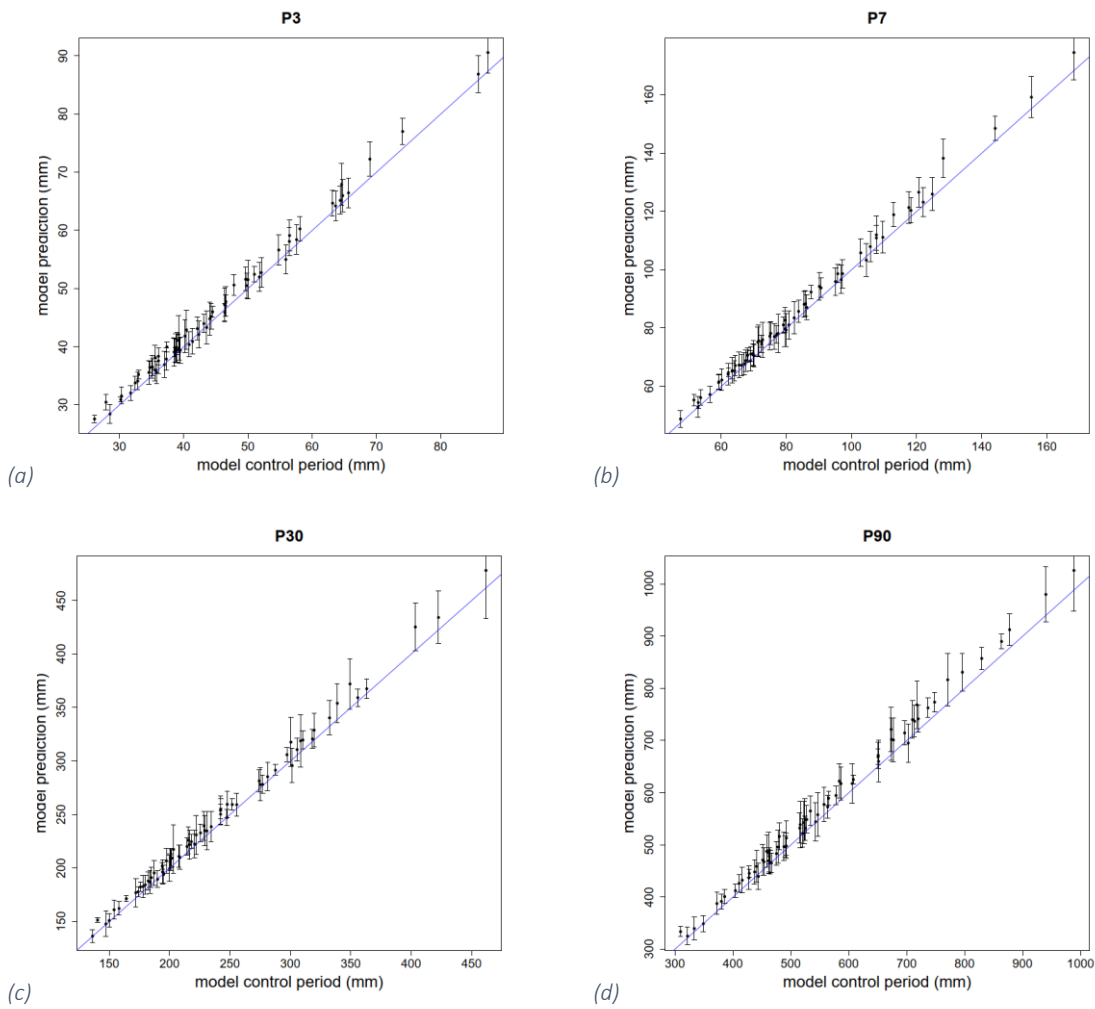 P3
model prediction (mm)
90
80
70
60
50
40
30
30 40 50 60 70 80
model control period (mm)
(a)
P7
model prediction (mm)
160
140
120
100
80
60
60 80 100 120 140 160
model control period (mm)
(b)
P30
model prediction (mm)
450
400
350
300
250
200
150
150 200 250 300 350 400 450
model control period (mm)
(c)
P90
model prediction (mm)
1000
900
800
700
600
500
400
300
300 400 500 600 700 800 900 1000
model control period (mm)
(d)